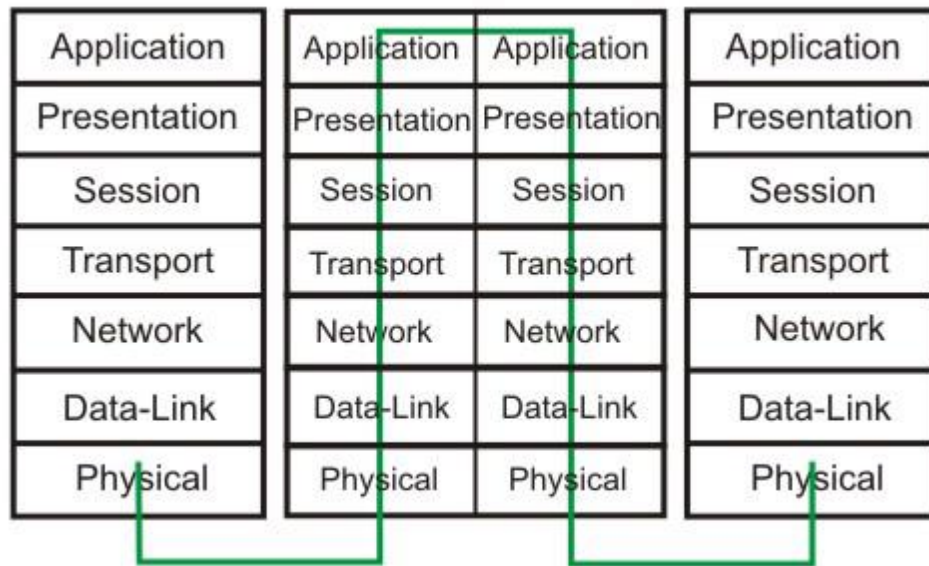 Application Application Application Application
Presentation Presentation Presentation Presentation
Session Session Session Session
Transport Transport Transport Transport
Network Network Network Network
Data-Link Data-Link Data-Link Data-Link
Physical Physical Physical Physical